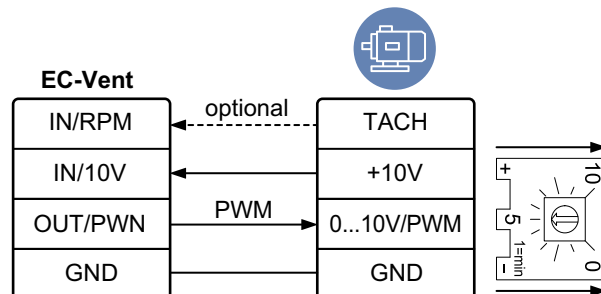 EC-Vent
IN/RPM
optional
TACH
IN/10V
+10V
OUT/PWN
PWM
0...10V/PWM
GND
GND
+
5
-
1=min
10
0